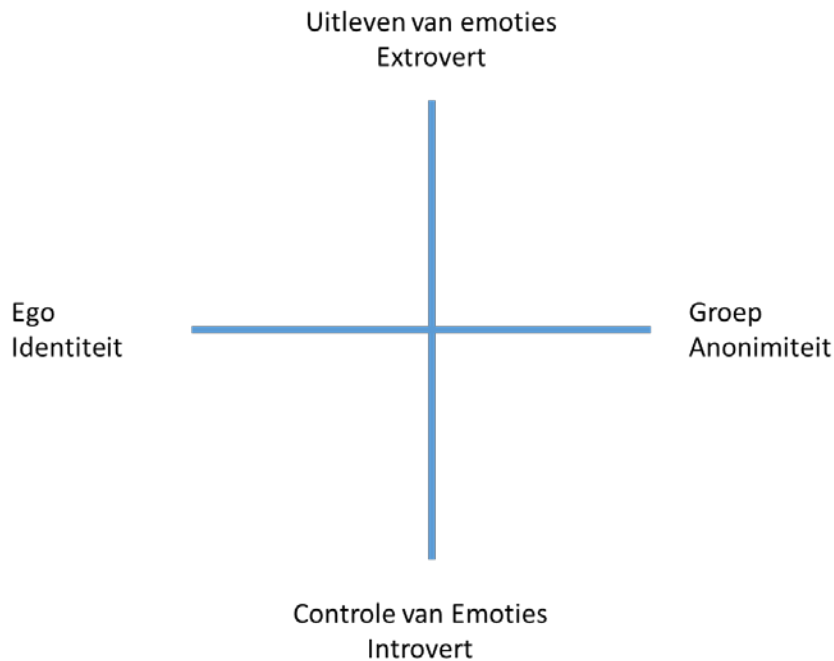 Uitleven van emoties
Extrovert
Ego
Identiteit
Groep
Anonimiteit
Controle van Emoties
Introvert